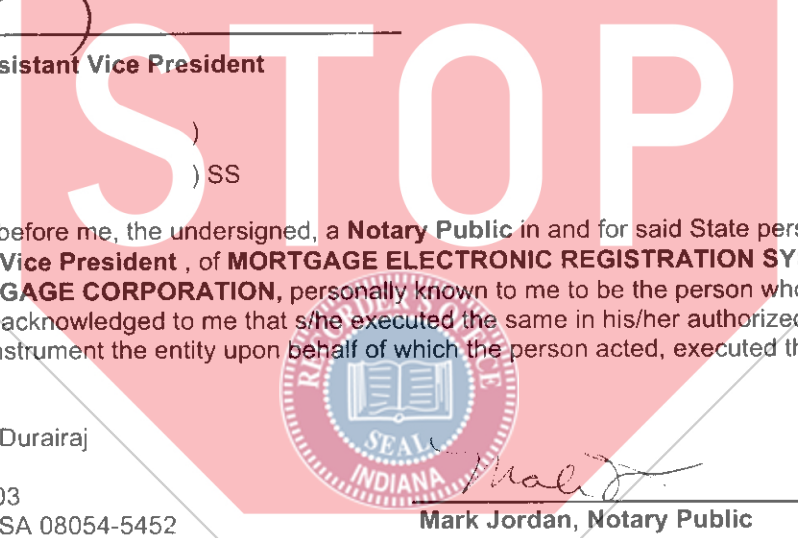 STOP
sistant Vice President
)
) SS
before me, the undersigned, a Notary Public in and for said State pers
Vice President , of MORTGAGE ELECTRONIC REGISTRATION SY
GAGE CORPORATION, personally known to me to be the person who
acknowledged to me that s/he executed the same in his/her authorized
nstrument the entity upon behalf of which the person acted, executed th
RECORDER OFFICE
SEAL
INDIANA
Durairaj
03
SA 08054-5452
Mark Jordan, Notary Public